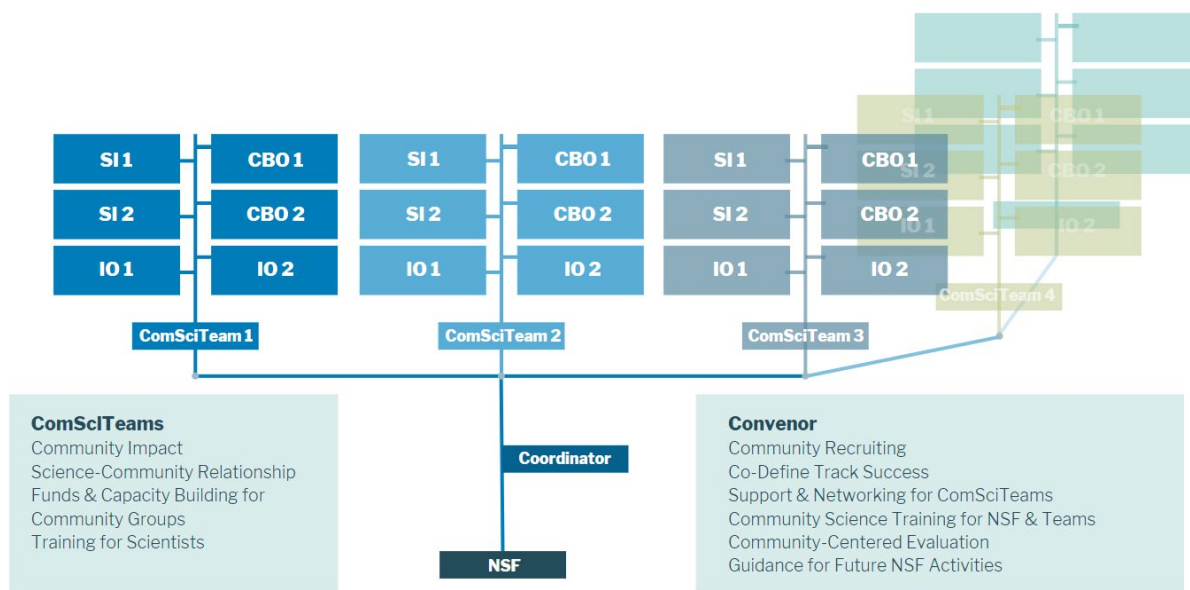 SI 1
CBO 1
SI 2
CBO 2
IO 1
IO 2
ComSciTeam 1
SI 1
CBO 1
SI 2
CBO 2
IO 1
IO 2
ComSciTeam 2
SI 1
CBO 1
SI 2
CBO 2
IO 1
IO 2
ComSciTeam 3
SI 1
CBO 1
SI 2
CBO 2
IO 1
IO 2
ComSciTeam 4
ComScITeams
Community Impact
Science-Community Relationship
Funds & Capacity Building for
Community Groups
Training for Scientists
Coordinator
NSF
Convenor
Community Recruiting
Co-Define Track Success
Support & Networking for ComSciTeams
Community Science Training for NSF & Teams
Community-Centered Evaluation
Guidance for Future NSF Activities